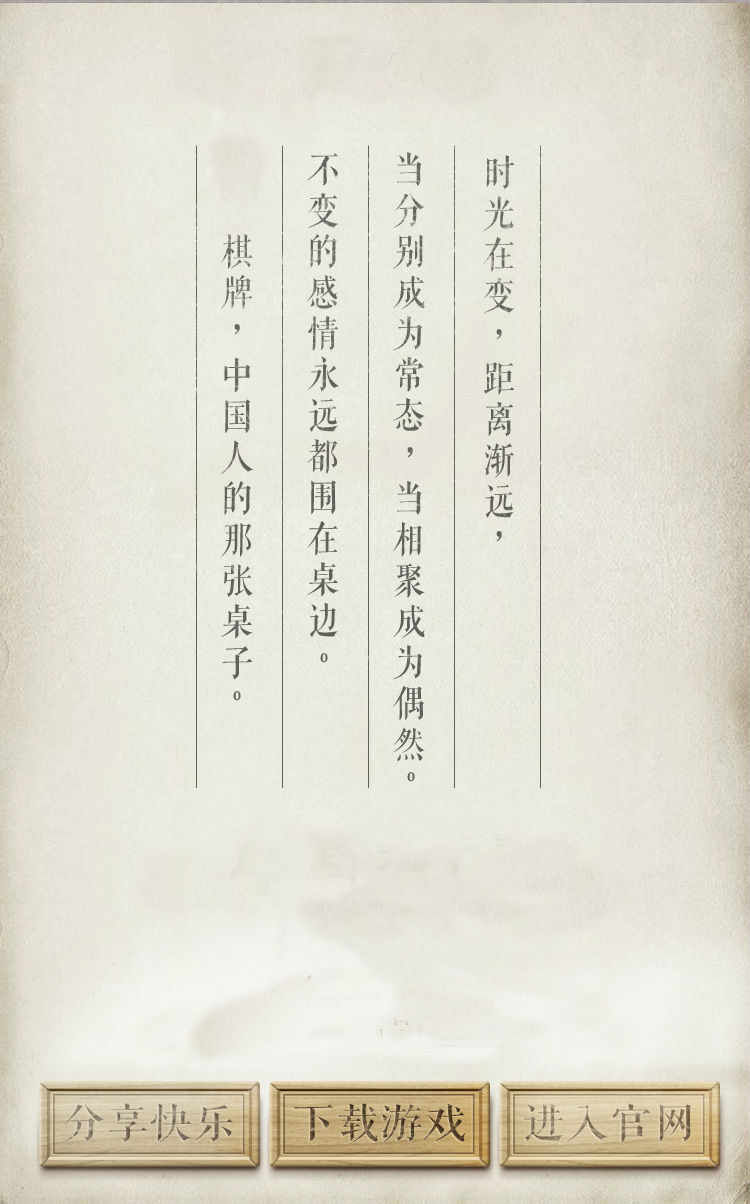 时光在变，距离渐远，
当分别成为常态，当相聚成为偶然。
不变的感情永远都围在桌边。
棋牌，中国人的那张桌子。
分享快乐
下载游戏
进入官网